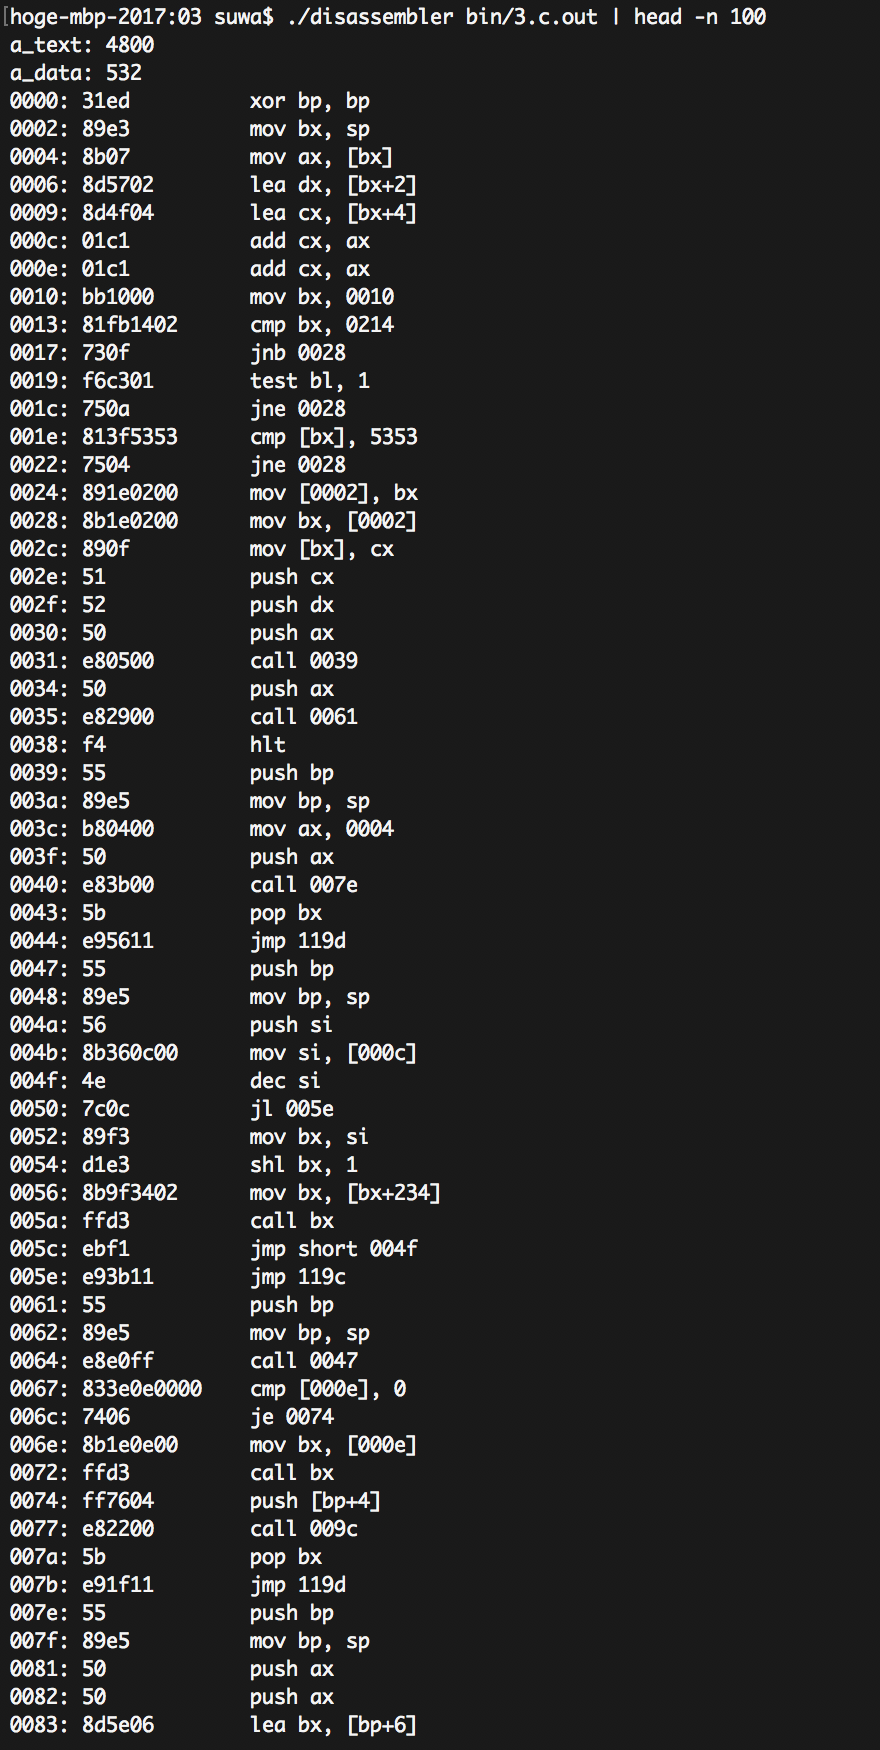 [hoge-mbp-2017:03 suwa$ ./disassembler bin/3.c.out | head -n 100
a_text: 4800
a_data: 532
0000: 31ed          xor bp, bp
0002: 89e3          mov bx, sp
0004: 8b07          mov ax, [bx]
0006: 8d5702        lea dx, [bx+2]
0009: 8d4f04        lea cx, [bx+4]
000c: 01c1          add cx, ax
000e: 01c1          add cx, ax
0010: bb1000        mov bx, 0010
0013: 81fb1402      cmp bx, 0214
0017: 730f          jnb 0028
0019: f6c301        test bl, 1
001c: 750a          jne 0028
001e: 813f5353      cmp [bx], 5353
0022: 7504          jne 0028
0024: 891e0200      mov [0002], bx
0028: 8b1e0200      mov bx, [0002]
002c: 890f          mov [bx], cx
002e: 51            push cx
002f: 52            push dx
0030: 50            push ax
0031: e80500        call 0039
0034: 50            push ax
0035: e82900        call 0061
0038: f4            hlt
0039: 55            push bp
003a: 89e5          mov bp, sp
003c: b80400        mov ax, 0004
003f: 50            push ax
0040: e83b00        call 007e
0043: 5b            pop bx
0044: e95611        jmp 119d
0047: 55            push bp
0048: 89e5          mov bp, sp
004a: 56            push si
004b: 8b360c00      mov si, [000c]
004f: 4e            dec si
0050: 7c0c          jl 005e
0052: 89f3          mov bx, si
0054: d1e3          shl bx, 1
0056: 8b9f3402      mov bx, [bx+234]
005a: ffd3          call bx
005c: ebf1          jmp short 004f
005e: e93b11        jmp 119c
0061: 55            push bp
0062: 89e5          mov bp, sp
0064: e8e0ff        call 0047
0067: 833e0e0000    cmp [000e], 0
006c: 7406          je 0074
006e: 8b1e0e00      mov bx, [000e]
0072: ffd3          call bx
0074: ff7604        push [bp+4]
0077: e82200        call 009c
007a: 5b            pop bx
007b: e91f11        jmp 119d
007e: 55            push bp
007f: 89e5          mov bp, sp
0081: 50            push ax
0082: 50            push ax
0083: 8d5e06        lea bx, [bp+6]